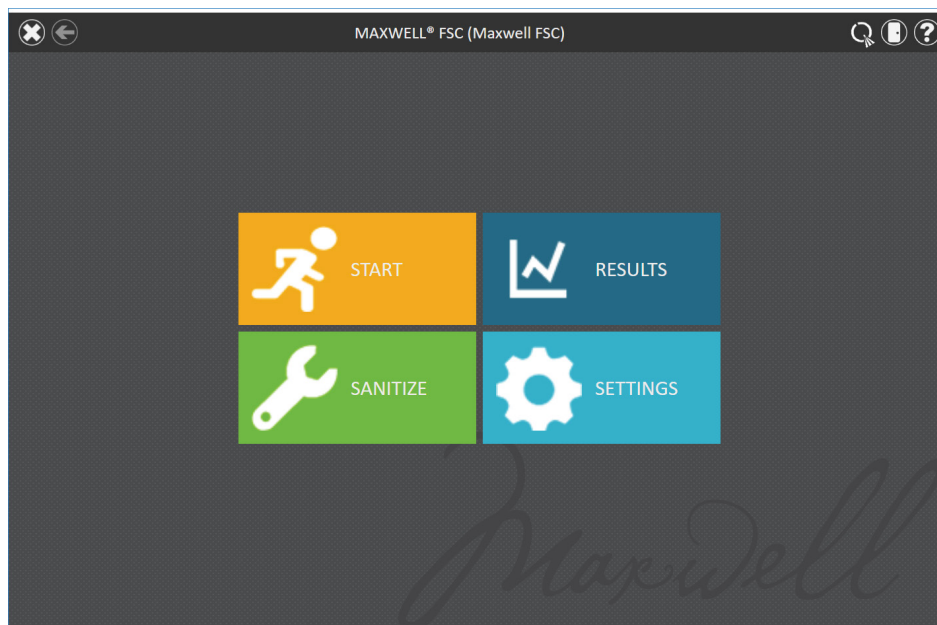 MAXWELL® FSC (Maxwell FSC)
START
RESULTS
SANITIZE
SETTINGS
Maxwell